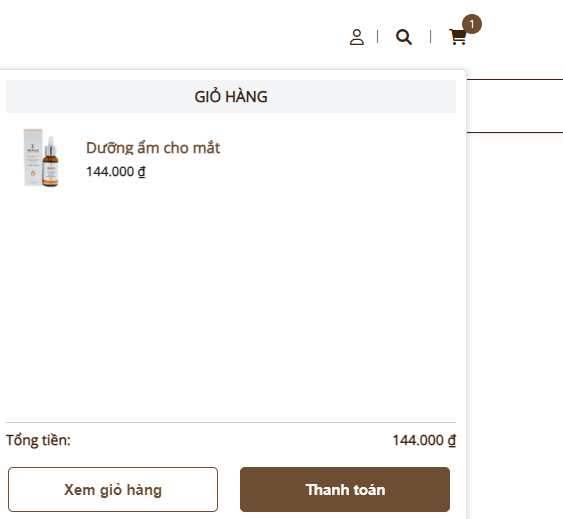 1
GIỎ HÀNG
Dưỡng ẩm cho mắt
144.000 ₫
Tổng tiền:
144.000 ₫
Xem giỏ hàng
Thanh toán